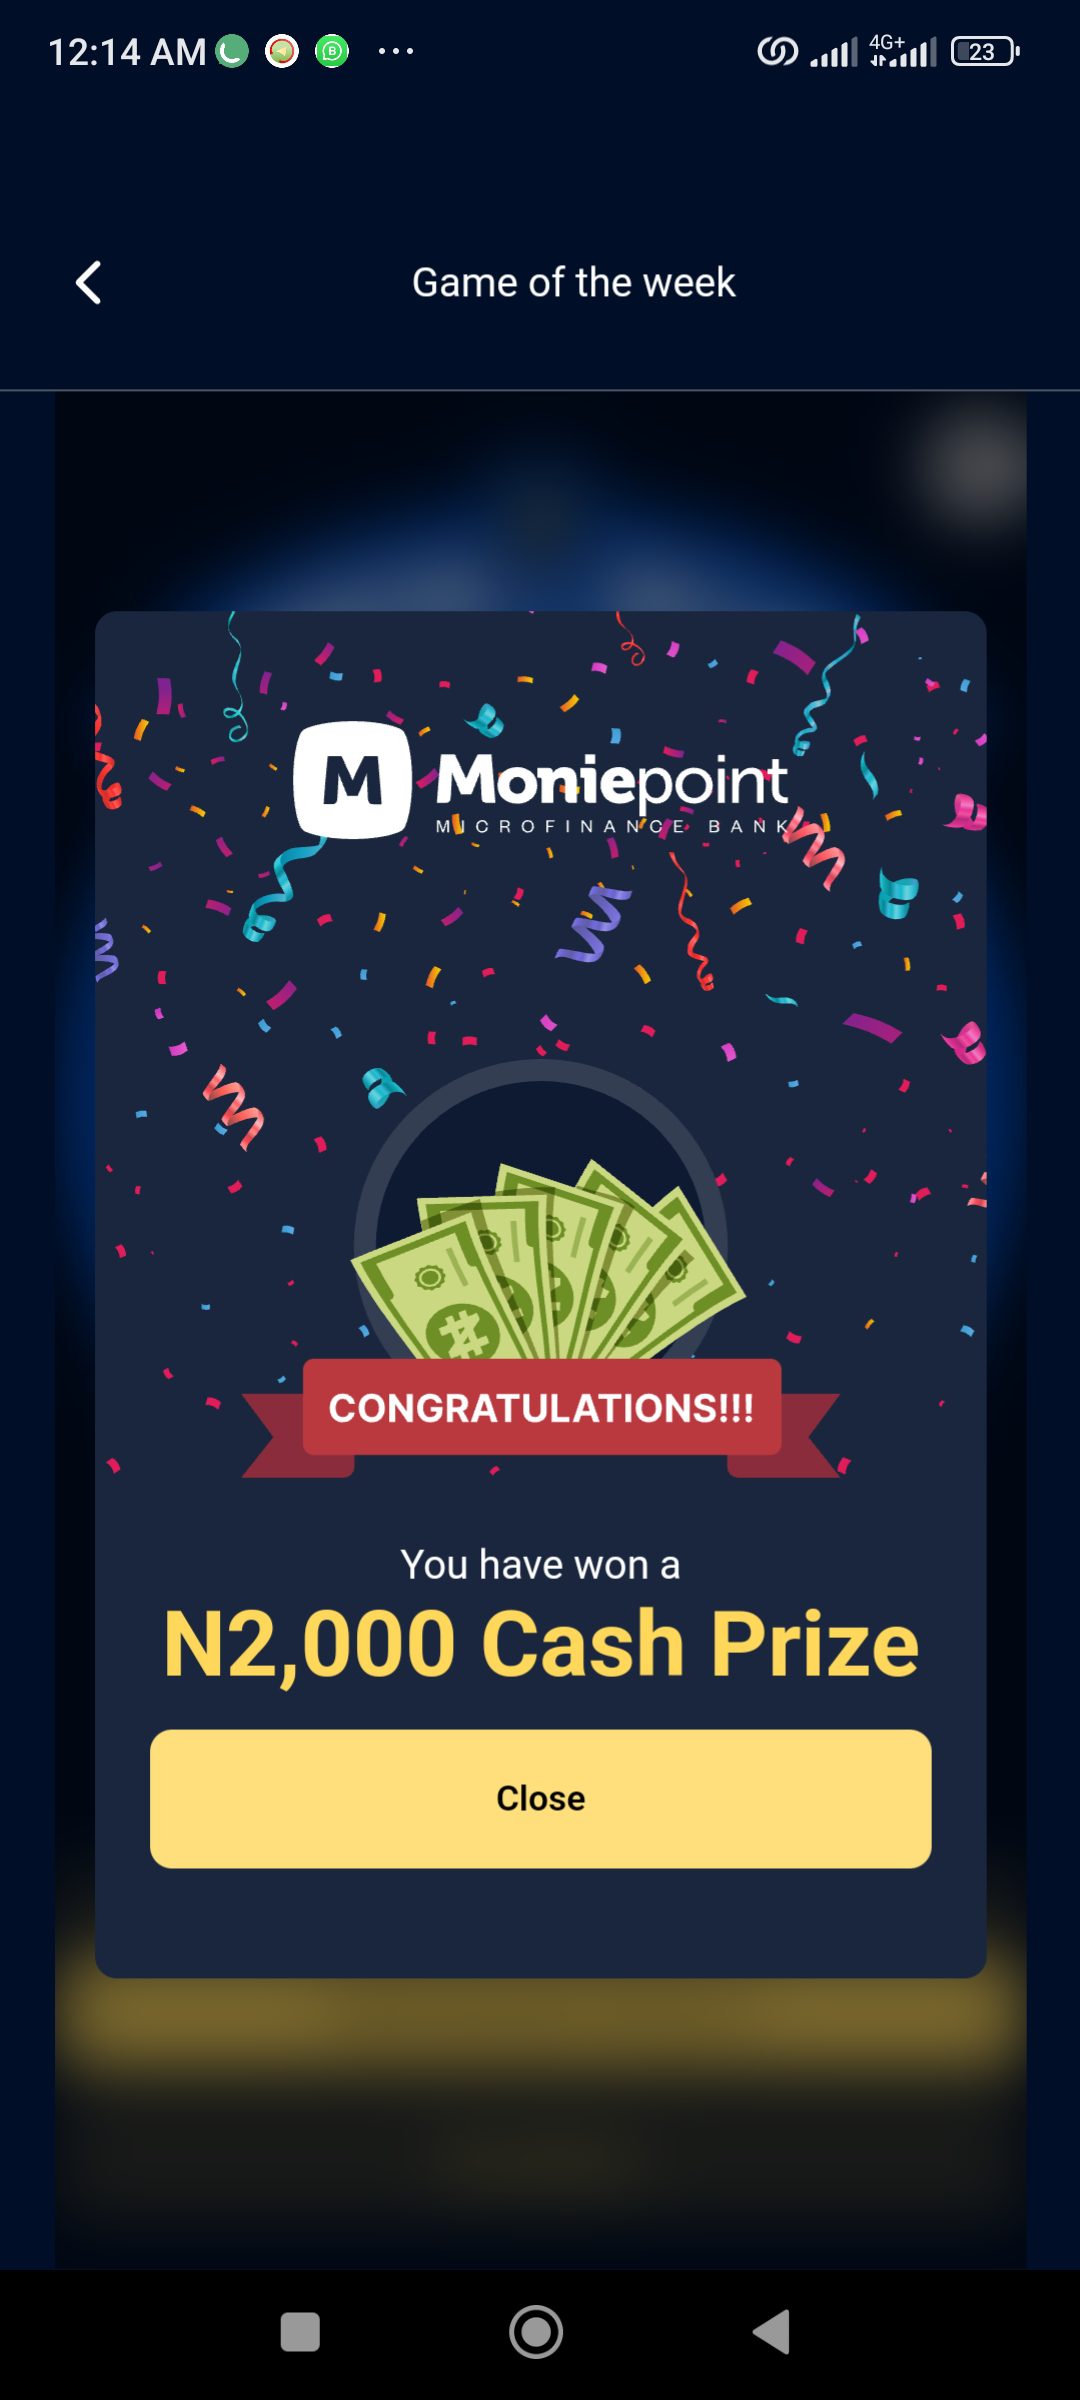 12:14 AM
4G+
23
Game of the week
M Moniepoint
MICROFINANCE BANK
CONGRATULATIONS!!!
You have won a
N2,000 Cash Prize
Close